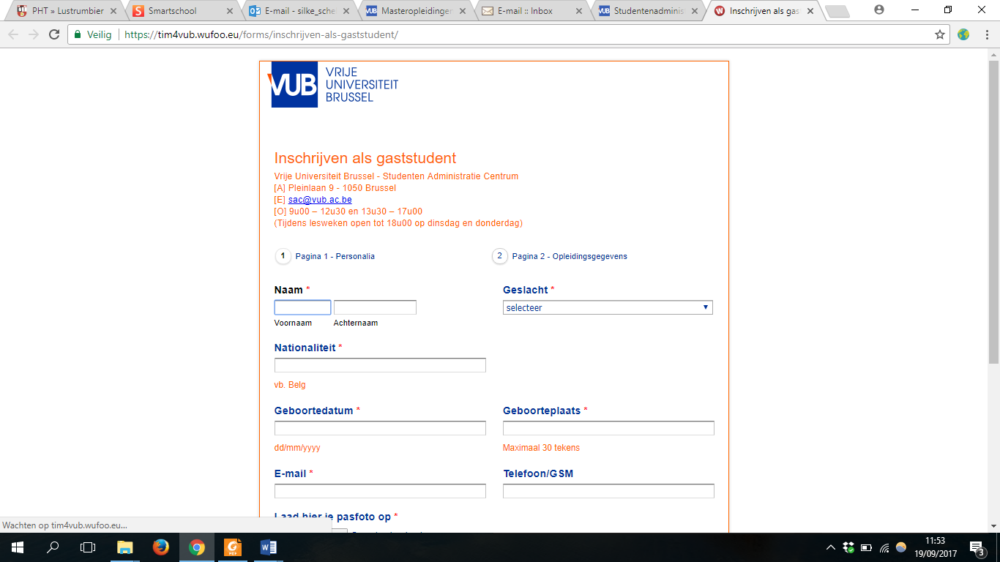 PHT » Lustrumbier
Smartschool
E-mail - silke_sche
Masteropleidingen
E-mail :: Inbox
Studentenadminis
Inschrijven als gas
Veilig
https://tim4vub.wufoo.eu/forms/inschrijven-als-gaststudent/
VUB
VRIJE
UNIVERSITEIT
BRUSSEL
Inschrijven als gaststudent
Vrije Universiteit Brussel - Studenten Administratie Centrum
[A] Pleinlaan 9 - 1050 Brussel
[E] sac@vub.ac.be
[O] 9u00 – 12u30 en 13u30 – 17u00
(Tijdens lesweken open tot 18u00 op dinsdag en donderdag)
1 Pagina 1 - Personalia
2 Pagina 2 - Opleidingsgegevens
Naam *
Geslacht *
selecteer
Voornaam
Achternaam
Nationaliteit *
vb. Belg
Geboortedatum *
Geboorteplaats *
dd/mm/yyyy
Maximaal 30 tekens
E-mail *
Telefoon/GSM
Laad hier je pasfoto op *
Wachten op tim4vub.wufoo.eu...
11:53
19/09/2017
3